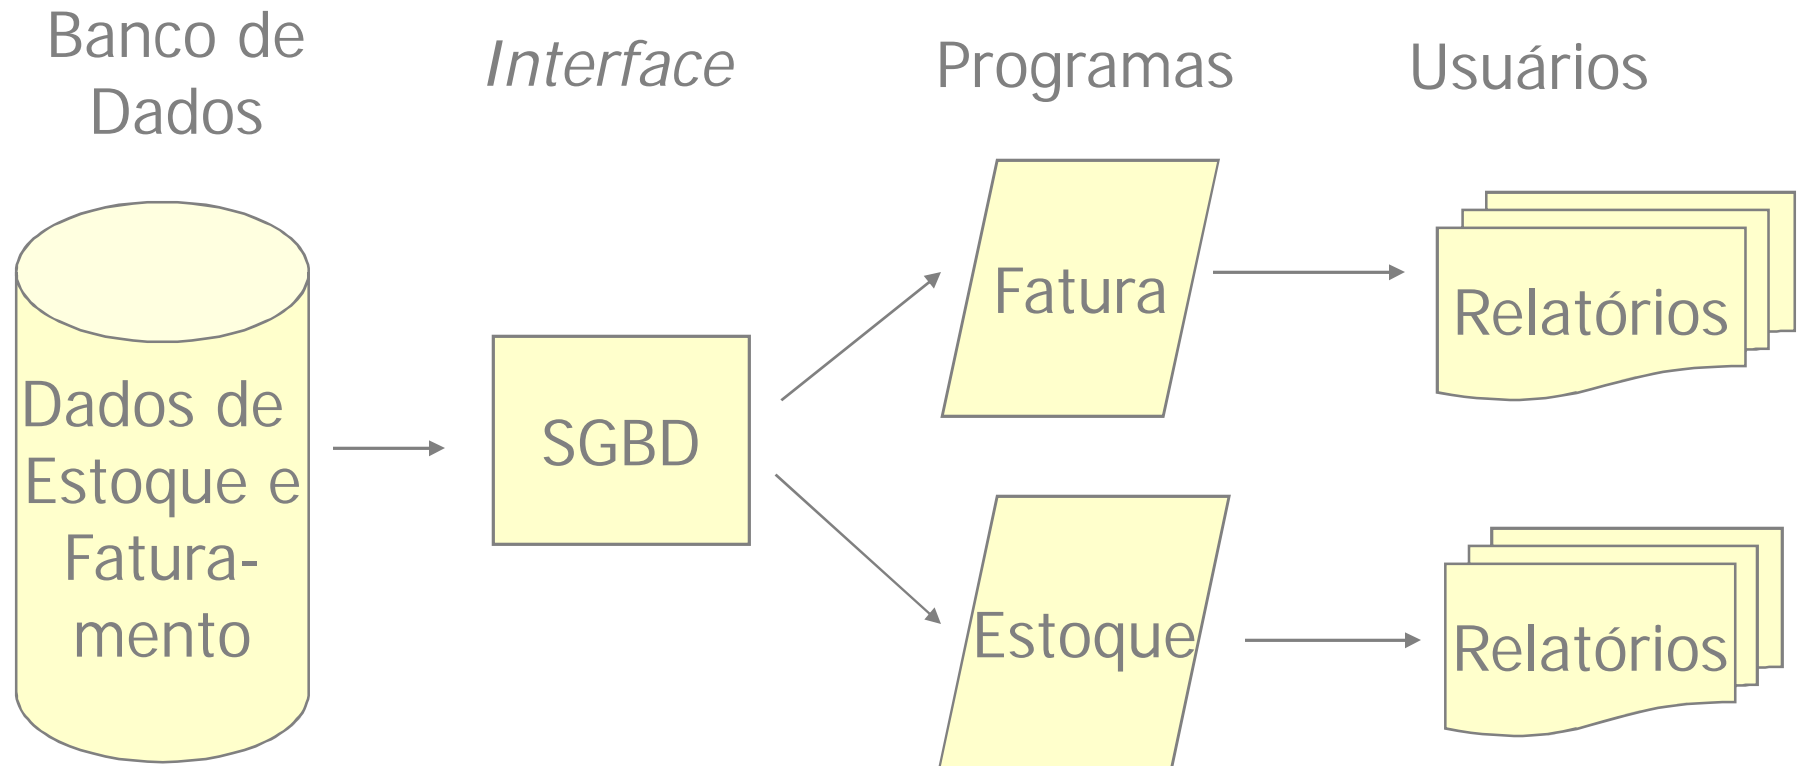 Banco de
Dados
Interface
Programas
Usuários
Dados de
Estoque e
Fatura-
mento
SGBD
Fatura
Relatórios
Estoque
Relatórios